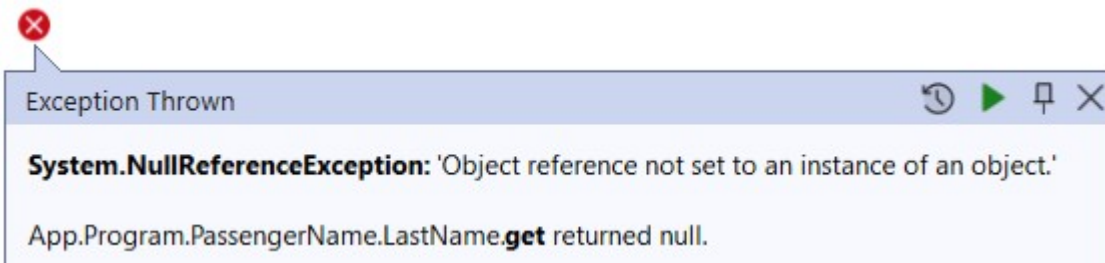 Exception Thrown
System.NullReferenceException: 'Object reference not set to an instance of an object.'
App.Program.PassengerName.LastName.get returned null.